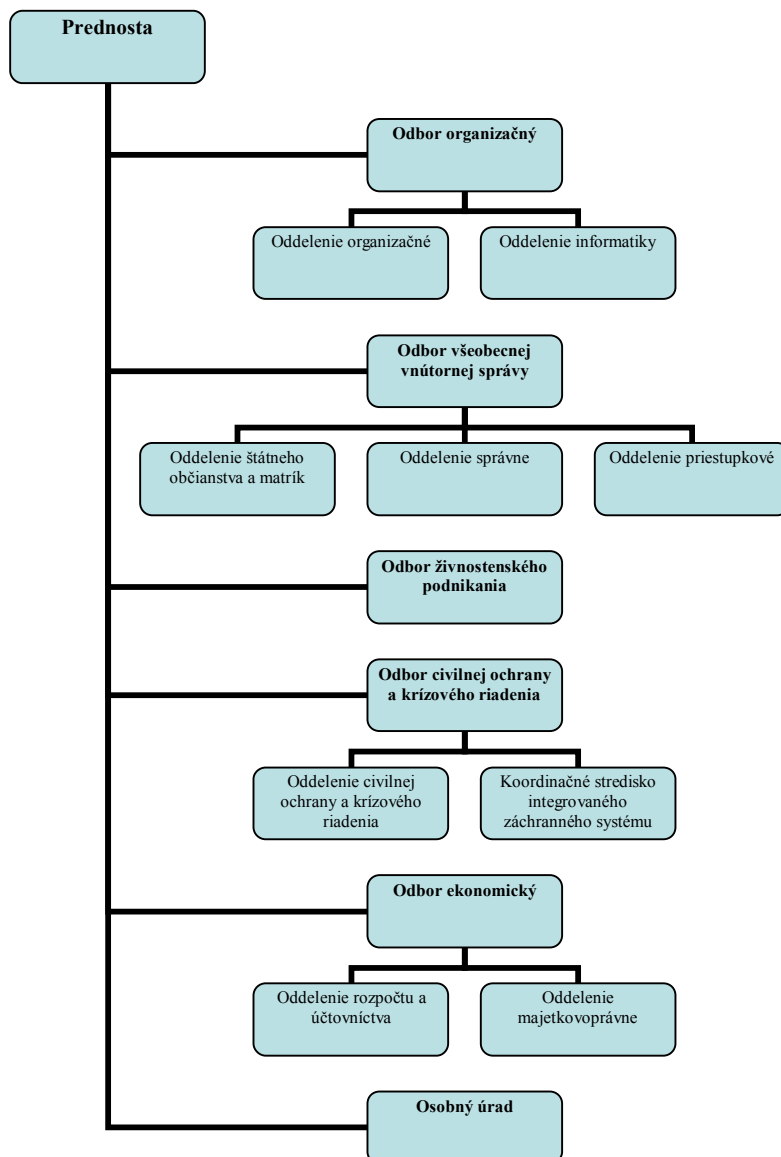 Prednosta
Odbor organizačný
Oddelenie organizačné
Oddelenie informatiky
Odbor všeobecnej
vnútornej správy
Oddelenie štátneho
občianstva a matrík
Oddelenie správne
Oddelenie priestupkové
Odbor živnostenského
podnikania
Odbor civilnej ochrany
a krízového riadenia
Oddelenie civilnej
ochrany a krízového
riadenia
Koordinačné stredisko
integrovaného
záchranného systému
Odbor ekonomický
Oddelenie rozpočtu a
účtovníctva
Oddelenie
majetkovoprávne
Osobný úrad